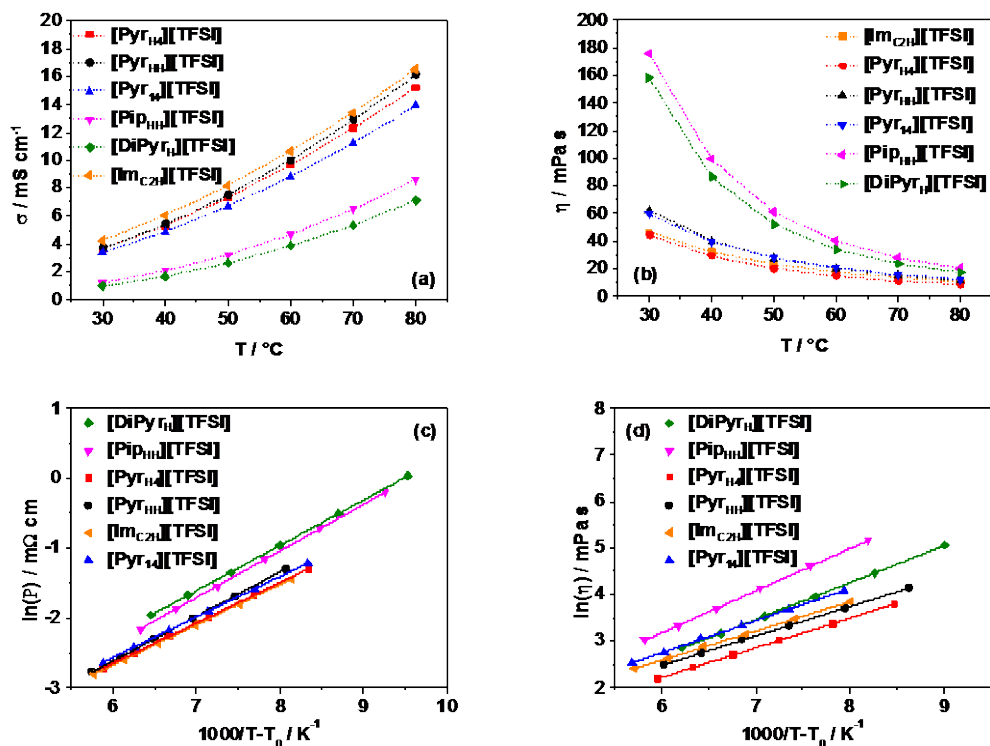 20
18
16
14
12
10
8
6
4
2
0
σ / mS cm⁻¹
[Pyr_H4][TFSI]
[Pyr_HH][TFSI]
[Pyr_14][TFSI]
[Pip_HH][TFSI]
[DiPyr_H][TFSI]
[Im_C2H][TFSI]
(a)
30 40 50 60 70 80
T / °C
200
180
160
140
120
100
80
60
40
20
0
η / mPas
[Im_C2H][TFSI]
[Pyr_H4][TFSI]
[Pyr_HH][TFSI]
[Pyr_14][TFSI]
[Pip_HH][TFSI]
[DiPyr_H][TFSI]
(b)
30 40 50 60 70 80 90
T / °C
1
0
-1
-2
-3
ln(P) / mΩ cm
[DiPyr_H][TFSI]
(c)
[Pip_HH][TFSI]
[Pyr_H4][TFSI]
[Pyr_HH][TFSI]
[Im_C2H][TFSI]
[Pyr_14][TFSI]
6 7 8 9 10
1000/T-T₀ / K⁻¹
8
7
6
5
4
3
2
ln(η) / mPa s
(d)
[DiPyr_H][TFSI]
[Pip_HH][TFSI]
[Pyr_H4][TFSI]
[Pyr_HH][TFSI]
[Im_C2H][TFSI]
[Pyr_14][TFSI]
6 7 8 9
1000/T-T₀ / K⁻¹